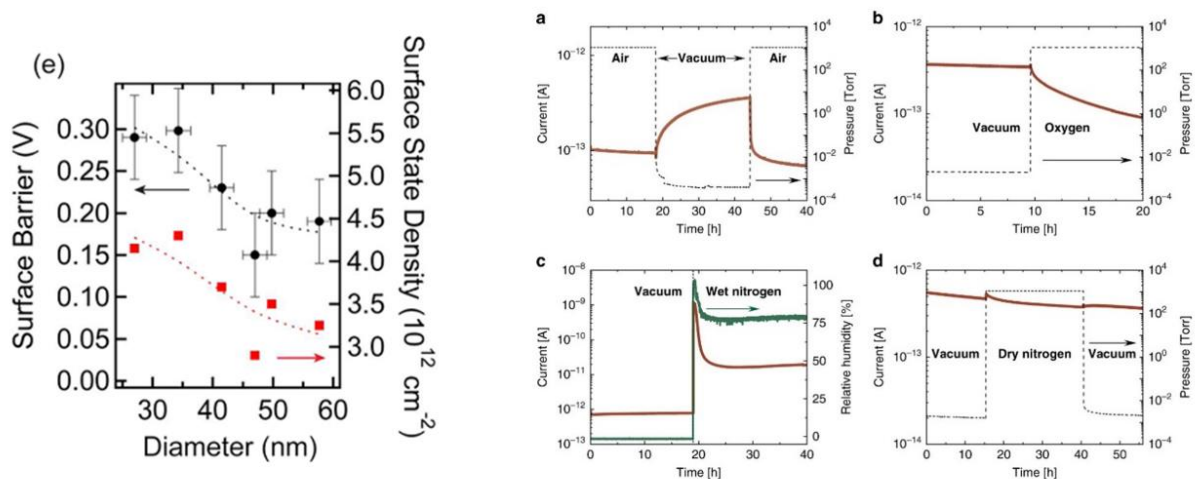 (e)
Surface Barrier (V)
0.30
0.25
0.20
0.15
0.10
0.05
0.00
30 40 50 60
Diameter (nm)
6.0
5.5
5.0
4.5
4.0
3.5
3.0
Surface State Density (10¹² cm⁻²)
a
Current [A]
10⁻¹²
10⁻¹³
Air
Vacuum
Air
10⁴
10²
10⁰
10⁻²
10⁻⁴
Pressure [Torr]
0 10 20 30 40 50
Time [h]
b
Current [A]
10⁻¹²
10⁻¹³
10⁻¹⁴
Vacuum
Oxygen
10⁴
10²
10⁰
10⁻²
10⁻⁴
Pressure [Torr]
0 5 10 15 20
Time [h]
c
Current [A]
10⁻⁸
10⁻⁹
10⁻¹⁰
10⁻¹¹
10⁻¹²
10⁻¹³
Vacuum
Wet nitrogen
100
75
50
25
0
Relative humidity [%]
0 10 20 30 40
Time [h]
d
Current [A]
10⁻¹²
10⁻¹³
10⁻¹⁴
Vacuum
Dry nitrogen
Vacuum
10⁴
10²
10⁰
10⁻²
10⁻⁴
Pressure [Torr]
0 10 20 30 40 50
Time [h]